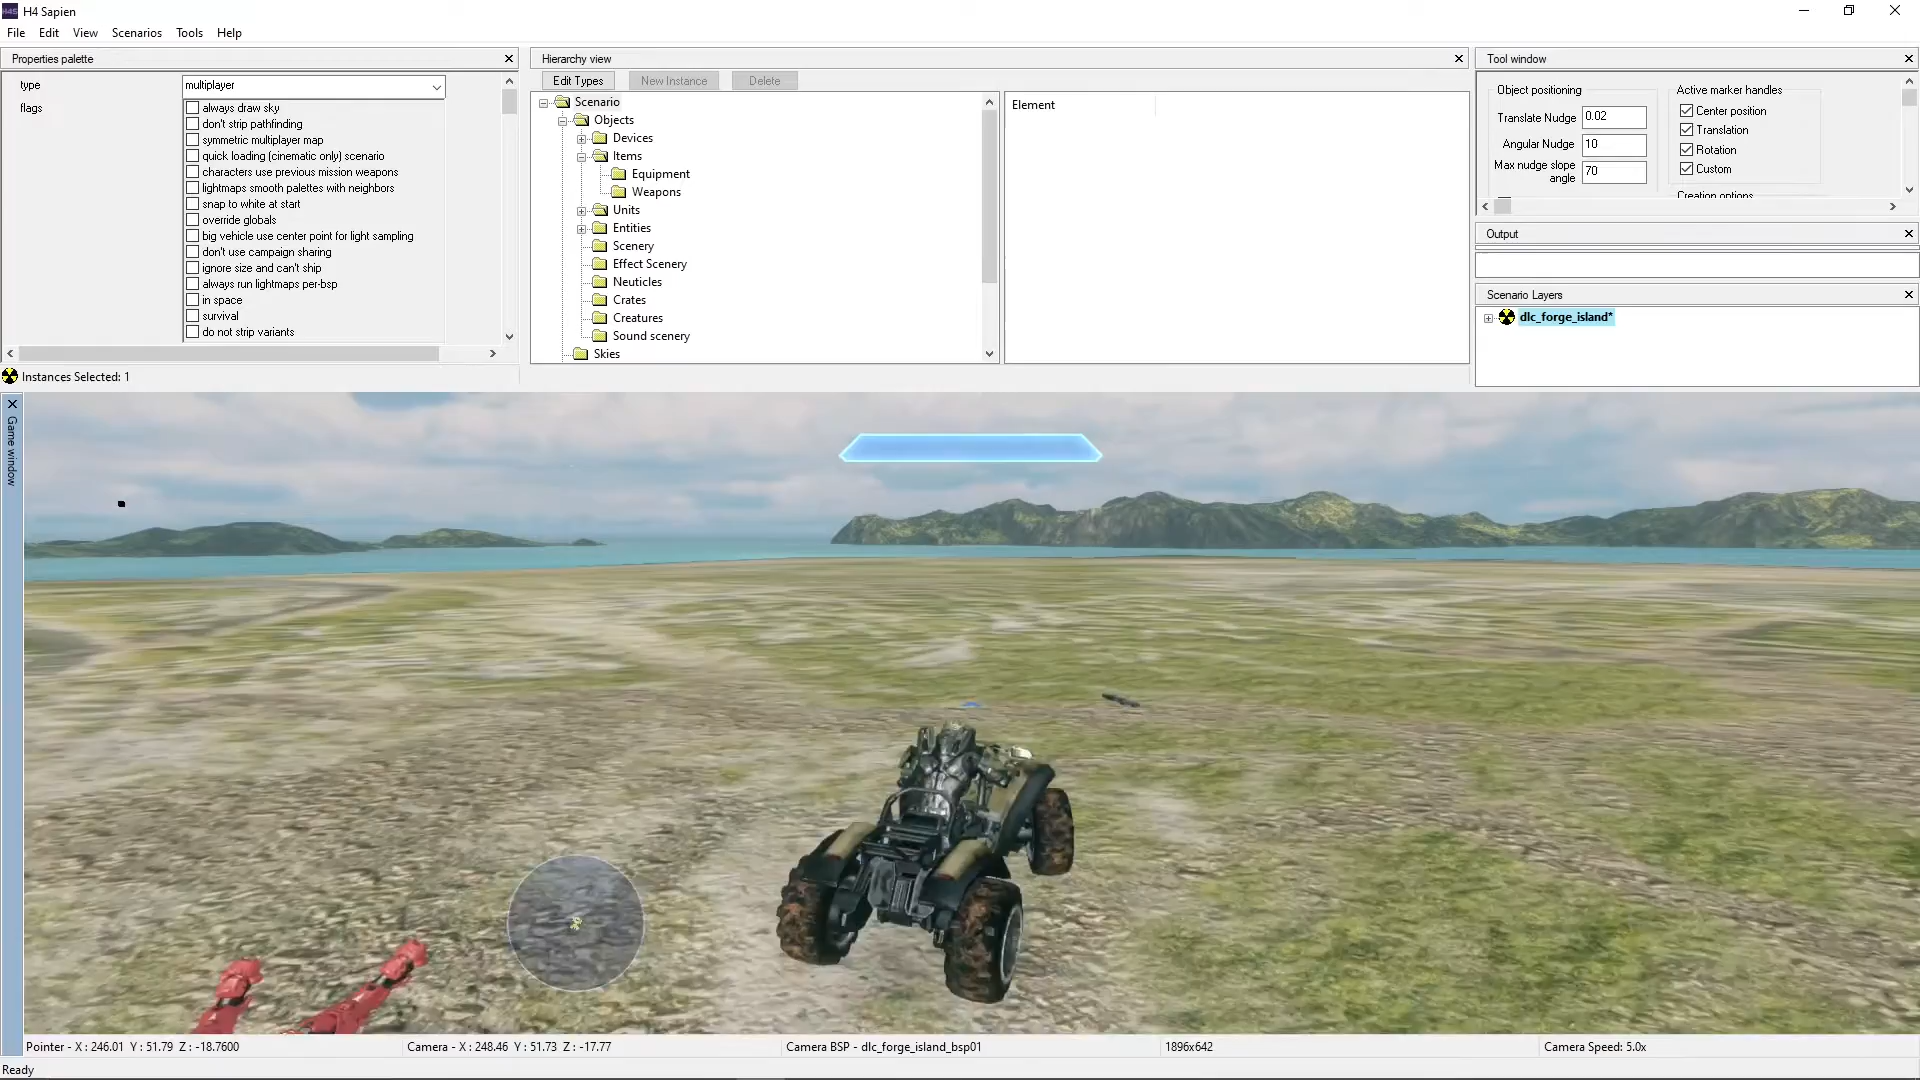 H4 Sapien
File Edit View Scenarios Tools Help
Properties palette
type
multiplayer
flags
always draw sky
don't strip pathfinding
symmetric multiplayer map
quick loading (cinematic only) scenario
characters use previous mission weapons
lightmaps smooth palettes with neighbors
snap to white at start
override globals
big vehicle use center point for light sampling
don't use campaign sharing
ignore size and can't ship
always run lightmaps per-bsp
in space
survival
do not strip variants
Instances Selected: 1
Hierarchy view
Edit Types New Instance Delete
Scenario
Objects
Devices
Items
Equipment
Weapons
Units
Entities
Scenery
Effect Scenery
Neuticles
Crates
Creatures
Sound scenery
Skies
Element
Tool window
Object positioning
Translate Nudge 0.02
Angular Nudge 10
Max nudge slope angle 70
Active marker handles
Center position
Translation
Rotation
Custom
Creation options
Output
Scenario Layers
dlc_forge_island*
Game window
Pointer - X : 246.01 Y : 51.79 Z : -18.7600
Camera - X : 248.46 Y : 51.73 Z : -17.77
Camera BSP - dlc_forge_island_bsp01
1896x642
Camera Speed: 5.0x
Ready